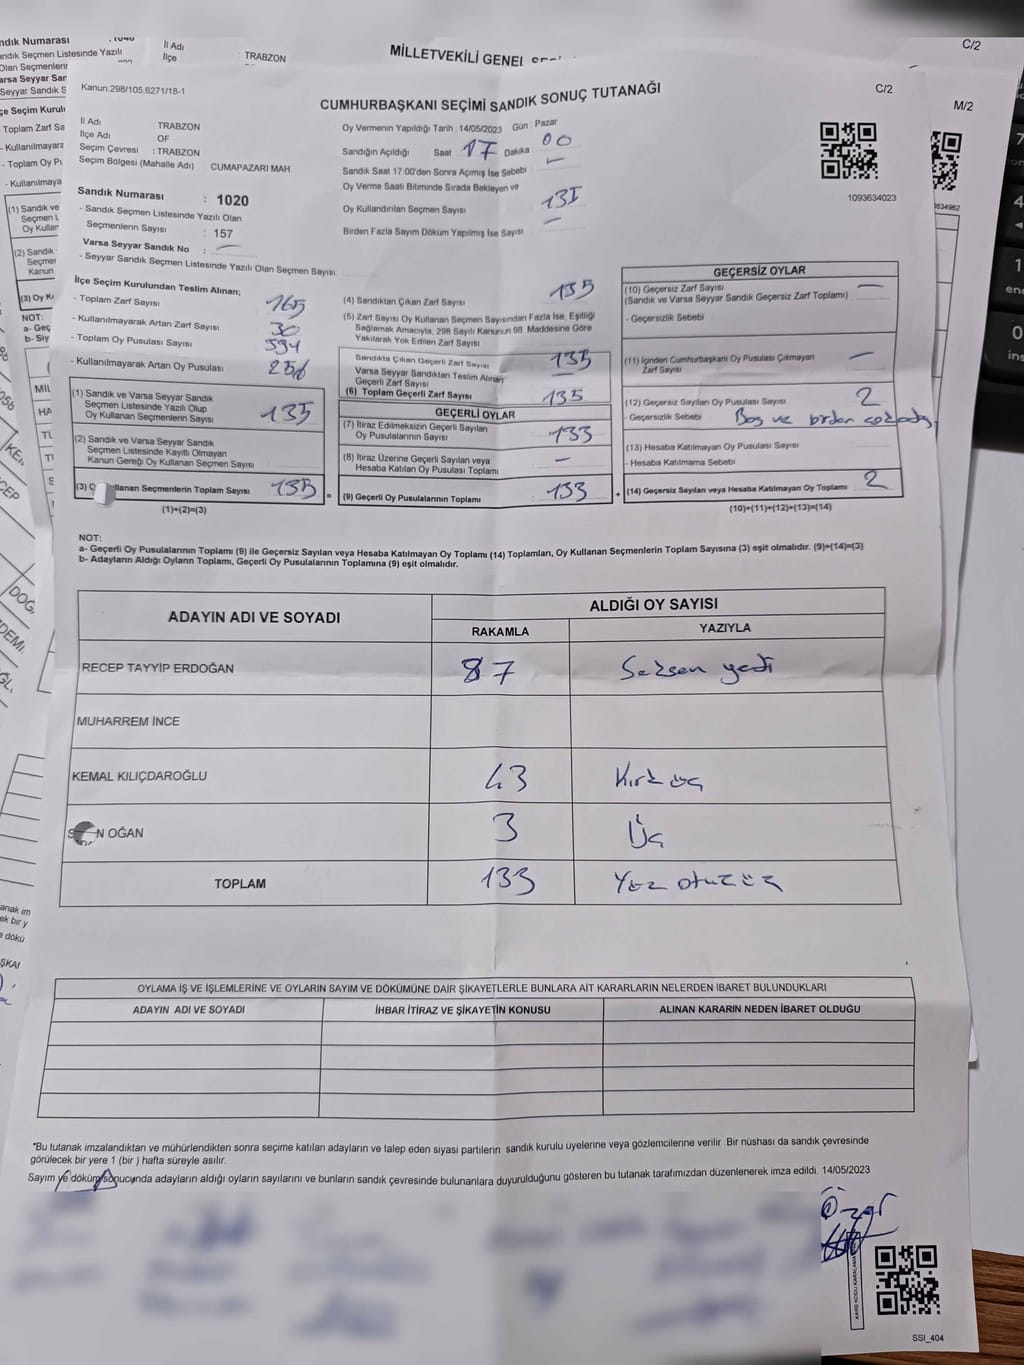 ndık Numarası
ndık Seçmen Listesinde Yazılı
İl Adı
İlçe
TRABZON
MİLLETVEKİLİ GENEL
C/2
Kanun,298/105,6271/18-1
CUMHURBAŞKANI SEÇİMİ SANDIK SONUÇ TUTANAĞI
C/2
M/2
İl Adı : TRABZON
İlçe Adı OF
Seçim Çevresi : TRABZON
Seçim Bölgesi (Mahalle Adı) CUMAPAZARI MAH
Oy Vermenin Yapıldığı Tarih :14/05/2023 Gün Pazar
Sandığın Açıldığı Saat 17 Dakika 00
Sandık Saat 17:00'den Sonra Açımış İse Sebebi —
Oy Verme Saati Bitiminde Sırada Bekleyen ve
Oy Kullandırılan Seçmen Sayısı
Birden Fazla Sayım Döküm Yapılmış İse Sayısı —
1093634023
Sandık Numarası : 1020
- Sandık Seçmen Listesinde Yazılı Olan
Seçmenlerin Sayısı : 157
Varsa Seyyar Sandık No : —
- Seyyar Sandık Seçmen Listesinde Yazılı Olan Seçmen Sayısı
İlçe Seçim Kurulundan Teslim Alınan;
- Toplam Zarf Sayısı 165
- Kullanılmayarak Artan Zarf Sayısı 30
- Toplam Oy Pusulası Sayısı
- Kullanılmayarak Artan Oy Pusulası
(1) Sandık ve Varsa Seyyar Sandık
Seçmen Listesinde Yazılı Olup
Oy Kullanan Seçmenlerin Sayısı 135
(2) Sandık ve Varsa Seyyar Sandık
Seçmen Listesinde Kayıtlı Olmayan
Kanun Gereği Oy Kullanan Seçmen Sayısı
(3) llanan Seçmenlerin Toplam Sayısı 135 =
(1)+(2)=(3)
(4) Sandıktan Çıkan Zarf Sayısı 135
(5) Zarf Sayısı Oy Kullanan Seçmen Sayısından Fazla İse, Eşitliği
Sağlamak Amacıyla, 298 Sayılı Kanunun 98. Maddesine Göre
Yakılarak Yok Edilen Zarf Sayısı
Sandıkta Çıkan Geçerli Zarf Sayısı 135
Varsa Seyyar Sandıktan Teslim Alınan —
Geçerli Zarf Sayısı
(6) Toplam Geçerli Zarf Sayısı 135
GEÇERLİ OYLAR
(7) İtiraz Edilmeksizin Geçerli Sayılan
Oy Pusulalarının Sayısı 133
(8) İtiraz Üzerine Geçerli Sayılan veya
Hesaba Katılan Oy Pusulası Toplamı —
(9) Geçerli Oy Pusulalarının Toplamı 133 +
GEÇERSİZ OYLAR
(10) Geçersiz Zarf Sayısı —
(Sandık ve Varsa Seyyar Sandık Geçersiz Zarf Toplamı)
- Geçersizlik Sebebi
(11) İçinden Cumhurbaşkanı Oy Pusulası Çıkmayan —
Zarf Sayısı
(12) Geçersiz Sayılan Oy Pusulası Sayısı 2
- Geçersizlik Sebebi Boş ve birden
(13) Hesaba Katılmayan Oy Pusulası Sayısı
- Hesaba Katılmama Sebebi
(14) Geçersiz Sayılan veya Hesaba Katılmayan Oy Toplamı 2
(10)+(11)+(12)+(13)=(14)
NOT:
a- Geçerli Oy Pusulalarının Toplamı (9) ile Geçersiz Sayılan veya Hesaba Katılmayan Oy Toplamı (14) Toplamları, Oy Kullanan Seçmenlerin Toplam Sayısına (3) eşit olmalıdır. (9)+(14)=(3)
b- Adayların Aldığı Oyların Toplamı, Geçerli Oy Pusulalarının Toplamına (9) eşit olmalıdır.
ADAYIN ADI VE SOYADI
ALDIĞI OY SAYISI
RAKAMLA YAZIYLA
RECEP TAYYİP ERDOĞAN 87 Seksen yedi
MUHARREM İNCE
KEMAL KILIÇDAROĞLU 43 Kırk üç
S N OĞAN 3 Üç
TOPLAM 133 Yüz otuz üç
OYLAMA İŞ VE İŞLEMLERİNE VE OYLARIN SAYIM VE DÖKÜMÜNE DAİR ŞİKAYETLERLE BUNLARA AİT KARARLARIN NELERDEN İBARET BULUNDUKLARI
ADAYIN ADI VE SOYADI İHBAR İTİRAZ VE ŞİKAYETİN KONUSU ALINAN KARARIN NEDEN İBARET OLDUĞU
*Bu tutanak imzalandıktan ve mühürlendikten sonra seçime katılan adayların ve talep eden siyasi partilerin sandık kurulu üyelerine veya gözlemcilerine verilir .Bir nüshası da sandık çevresinde
görülecek bir yere 1 (bir ) hafta süreyle asılır.
Sayım ve döküm sonucunda adayların aldığı oyların sayılarını ve bunların sandık çevresinde bulunanlara duyurulduğunu gösteren bu tutanak tarafımızdan düzenlenerek imza edildi. 14/05/2023
SSI_404